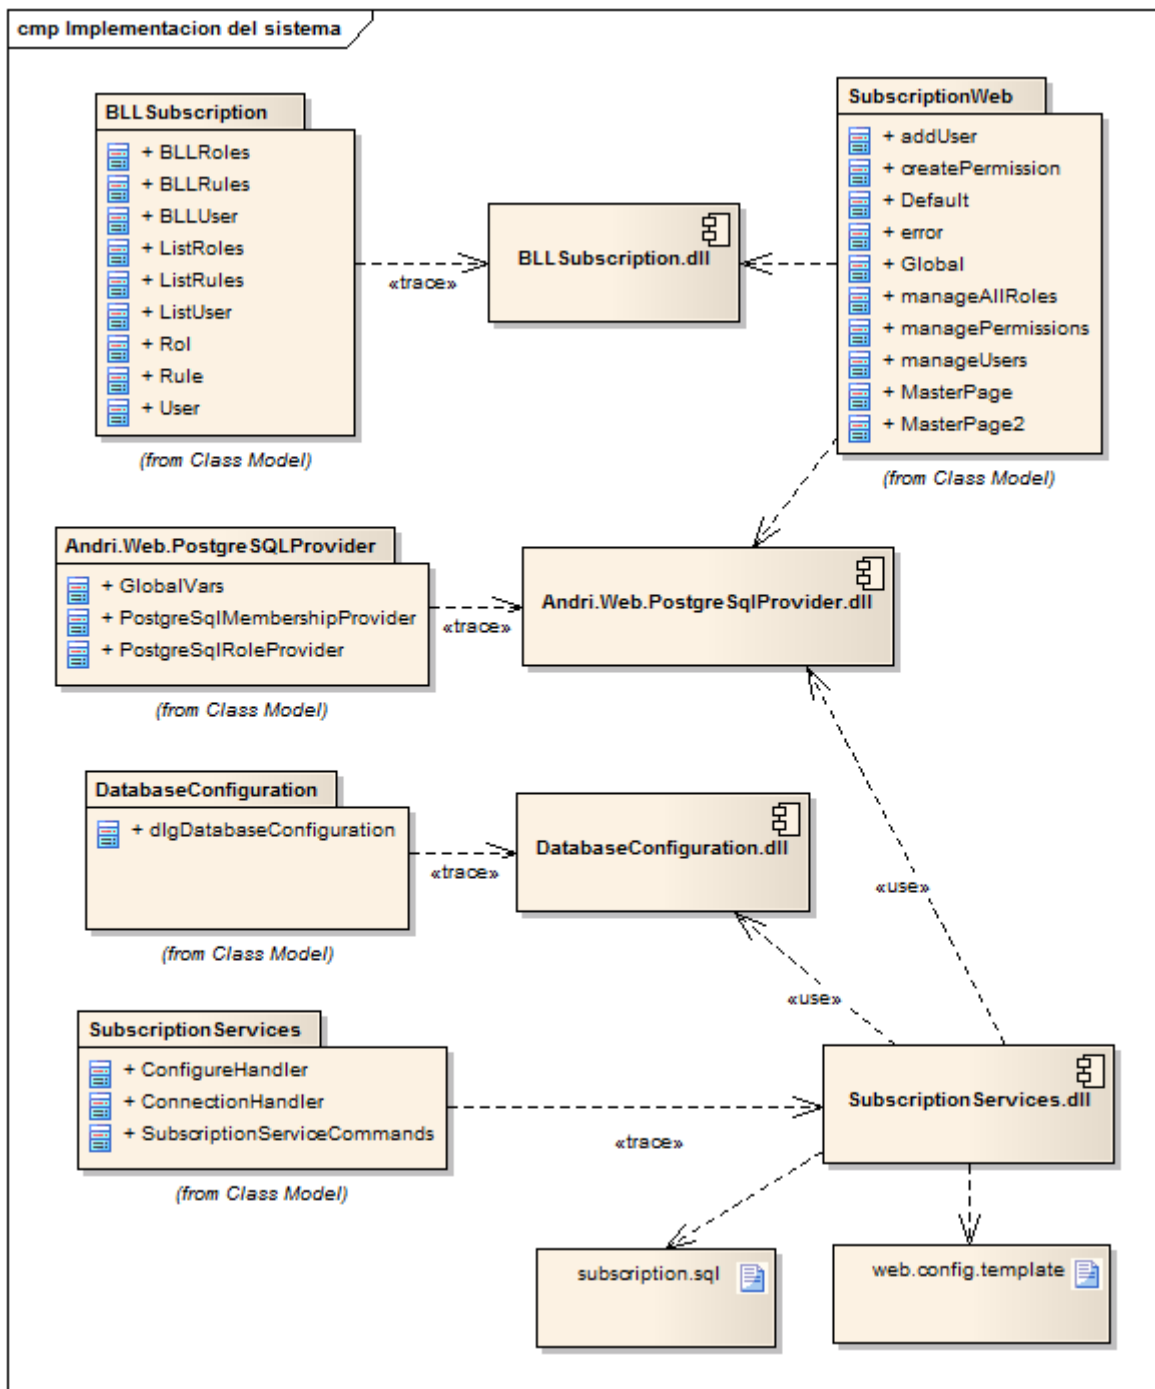 cmp Implementacion del sistema
BLLSubscription
+ BLLRoles
+ BLLRules
+ BLLUser
+ ListRoles
+ ListRules
+ ListUser
+ Rol
+ Rule
+ User
(from Class Model)
«trace»
BLLSubscription.dll
SubscriptionWeb
+ addUser
+ createPermission
+ Default
+ error
+ Global
+ manageAllRoles
+ managePermissions
+ manageUsers
+ MasterPage
+ MasterPage2
(from Class Model)
Andri.Web.PostgreSQLProvider
+ GlobalVars
+ PostgreSqlMembershipProvider
+ PostgreSqlRoleProvider
(from Class Model)
«trace»
Andri.Web.PostgreSqlProvider.dll
DatabaseConfiguration
+ dlgDatabaseConfiguration
(from Class Model)
«trace»
DatabaseConfiguration.dll
«use»
«use»
SubscriptionServices
+ ConfigureHandler
+ ConnectionHandler
+ SubscriptionServiceCommands
(from Class Model)
«trace»
SubscriptionServices.dll
subscription.sql
web.config.template